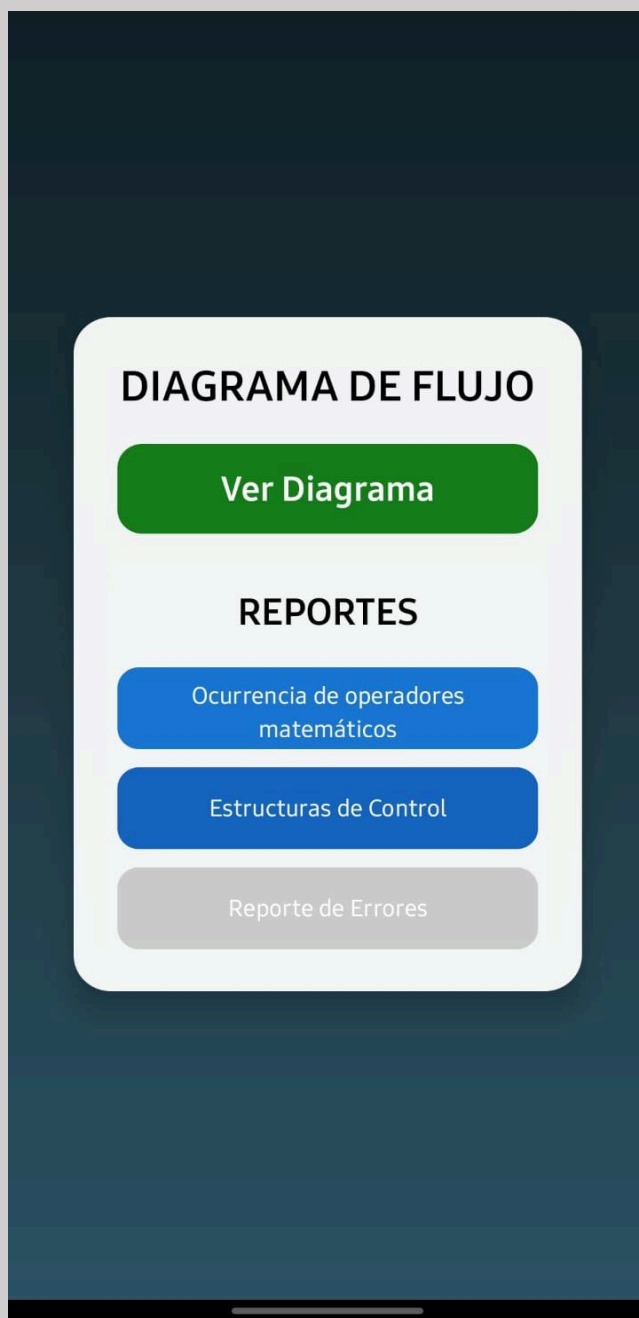 DIAGRAMA DE FLUJO
Ver Diagrama
REPORTES
Ocurrencia de operadores
matemáticos
Estructuras de Control
Reporte de Errores